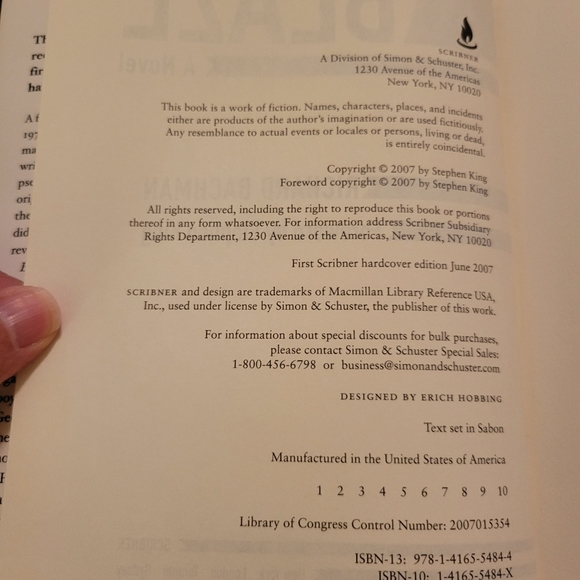 SCRIBNER
A Division of Simon & Schuster, Inc.
1230 Avenue of the Americas
New York, NY 10020
This book is a work of fiction. Names, characters, places, and incidents
either are products of the author's imagination or are used fictitiously.
Any resemblance to actual events or locales or persons, living or dead,
is entirely coincidental.
Copyright © 2007 by Stephen King
Foreword copyright © 2007 by Stephen King
All rights reserved, including the right to reproduce this book or portions
thereof in any form whatsoever. For information address Scribner Subsidiary
Rights Department, 1230 Avenue of the Americas, New York, NY 10020
First Scribner hardcover edition June 2007
SCRIBNER and design are trademarks of Macmillan Library Reference USA,
Inc., used under license by Simon & Schuster, the publisher of this work.
For information about special discounts for bulk purchases,
please contact Simon & Schuster Special Sales:
1-800-456-6798 or business@simonandschuster.com
DESIGNED BY ERICH HOBBING
Text set in Sabon
Manufactured in the United States of America
1 2 3 4 5 6 7 8 9 10
Library of Congress Control Number: 2007015354
ISBN-13: 978-1-4165-5484-4
ISBN-10: 1-4165-5484-X